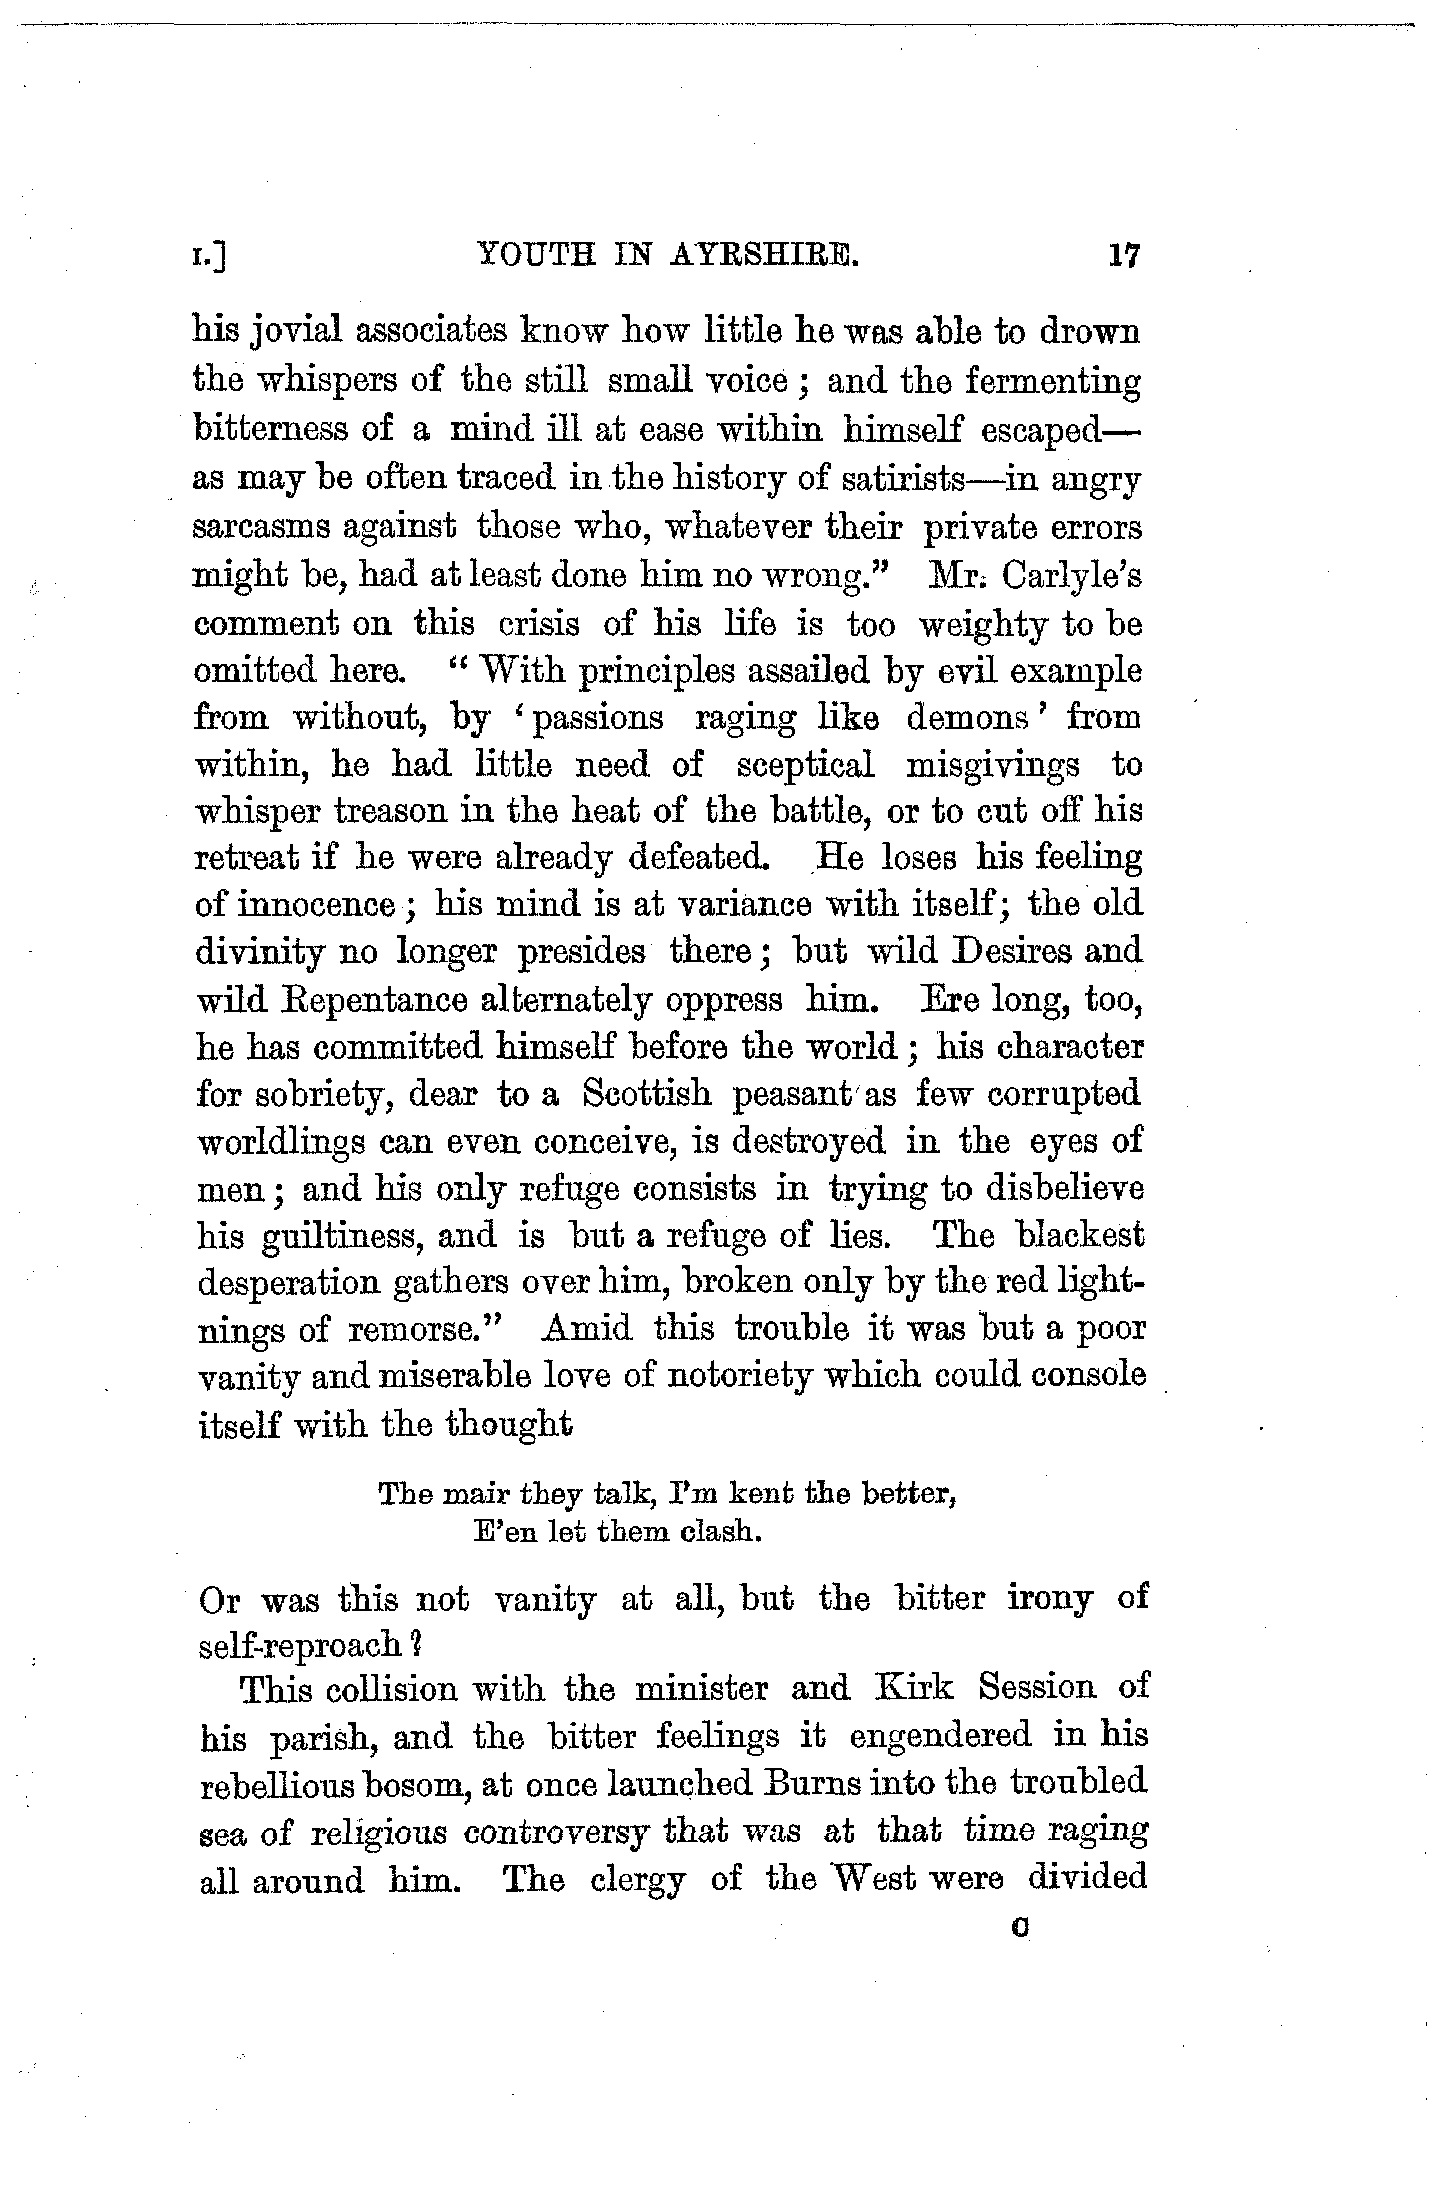 I.] YOUTH IN AYRSHIRE. 17
his jovial associates know how little he was able to drown
the whispers of the still small voice ; and the fermenting
bitterness of a mind ill at ease within himself escaped—
as may be often traced in the history of satirists—in angry
sarcasms against those who, whatever their private errors
might be, had at least done him no wrong.” Mr. Carlyle’s
comment on this crisis of his life is too weighty to be
omitted here. “ With principles assailed by evil example
from without, by ‘ passions raging like demons ’ from
within, he had little need of sceptical misgivings to
whisper treason in the heat of the battle, or to cut off his
retreat if he were already defeated. He loses his feeling
of innocence ; his mind is at variance with itself; the old
divinity no longer presides there ; but wild Desires and
wild Repentance alternately oppress him. Ere long, too,
he has committed himself before the world ; his character
for sobriety, dear to a Scottish peasant as few corrupted
worldlings can even conceive, is destroyed in the eyes of
men ; and his only refuge consists in trying to disbelieve
his guiltiness, and is but a refuge of lies. The blackest
desperation gathers over him, broken only by the red light-
nings of remorse.” Amid this trouble it was but a poor
vanity and miserable love of notoriety which could console
itself with the thought
The mair they talk, I’m kent the better,
E’en let them clash.
Or was this not vanity at all, but the bitter irony of
self-reproach ?
This collision with the minister and Kirk Session of
his parish, and the bitter feelings it engendered in his
rebellious bosom, at once launched Burns into the troubled
sea of religious controversy that was at that time raging
all around him. The clergy of the West were divided
C